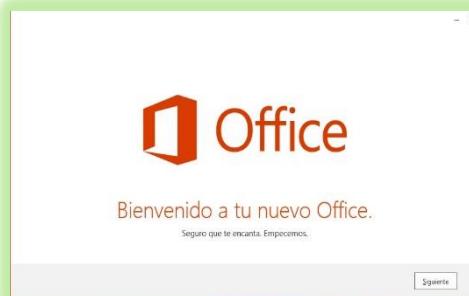 Office
Bienvenido a tu nuevo Office.
Seguro que te encanta. Empecemos.
Siguiente